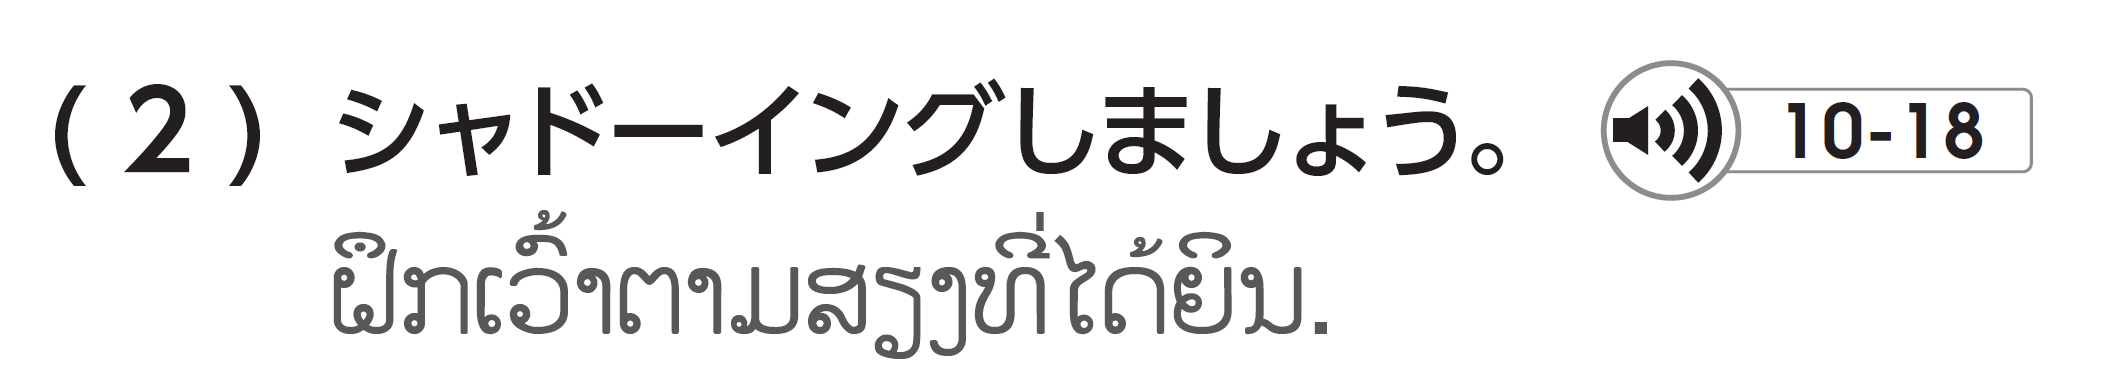 (2) シャドーイングしましょう。 10-18
ຝຶກເວົ້າຕາມສຽງທີ່ໄດ້ຍິນ.